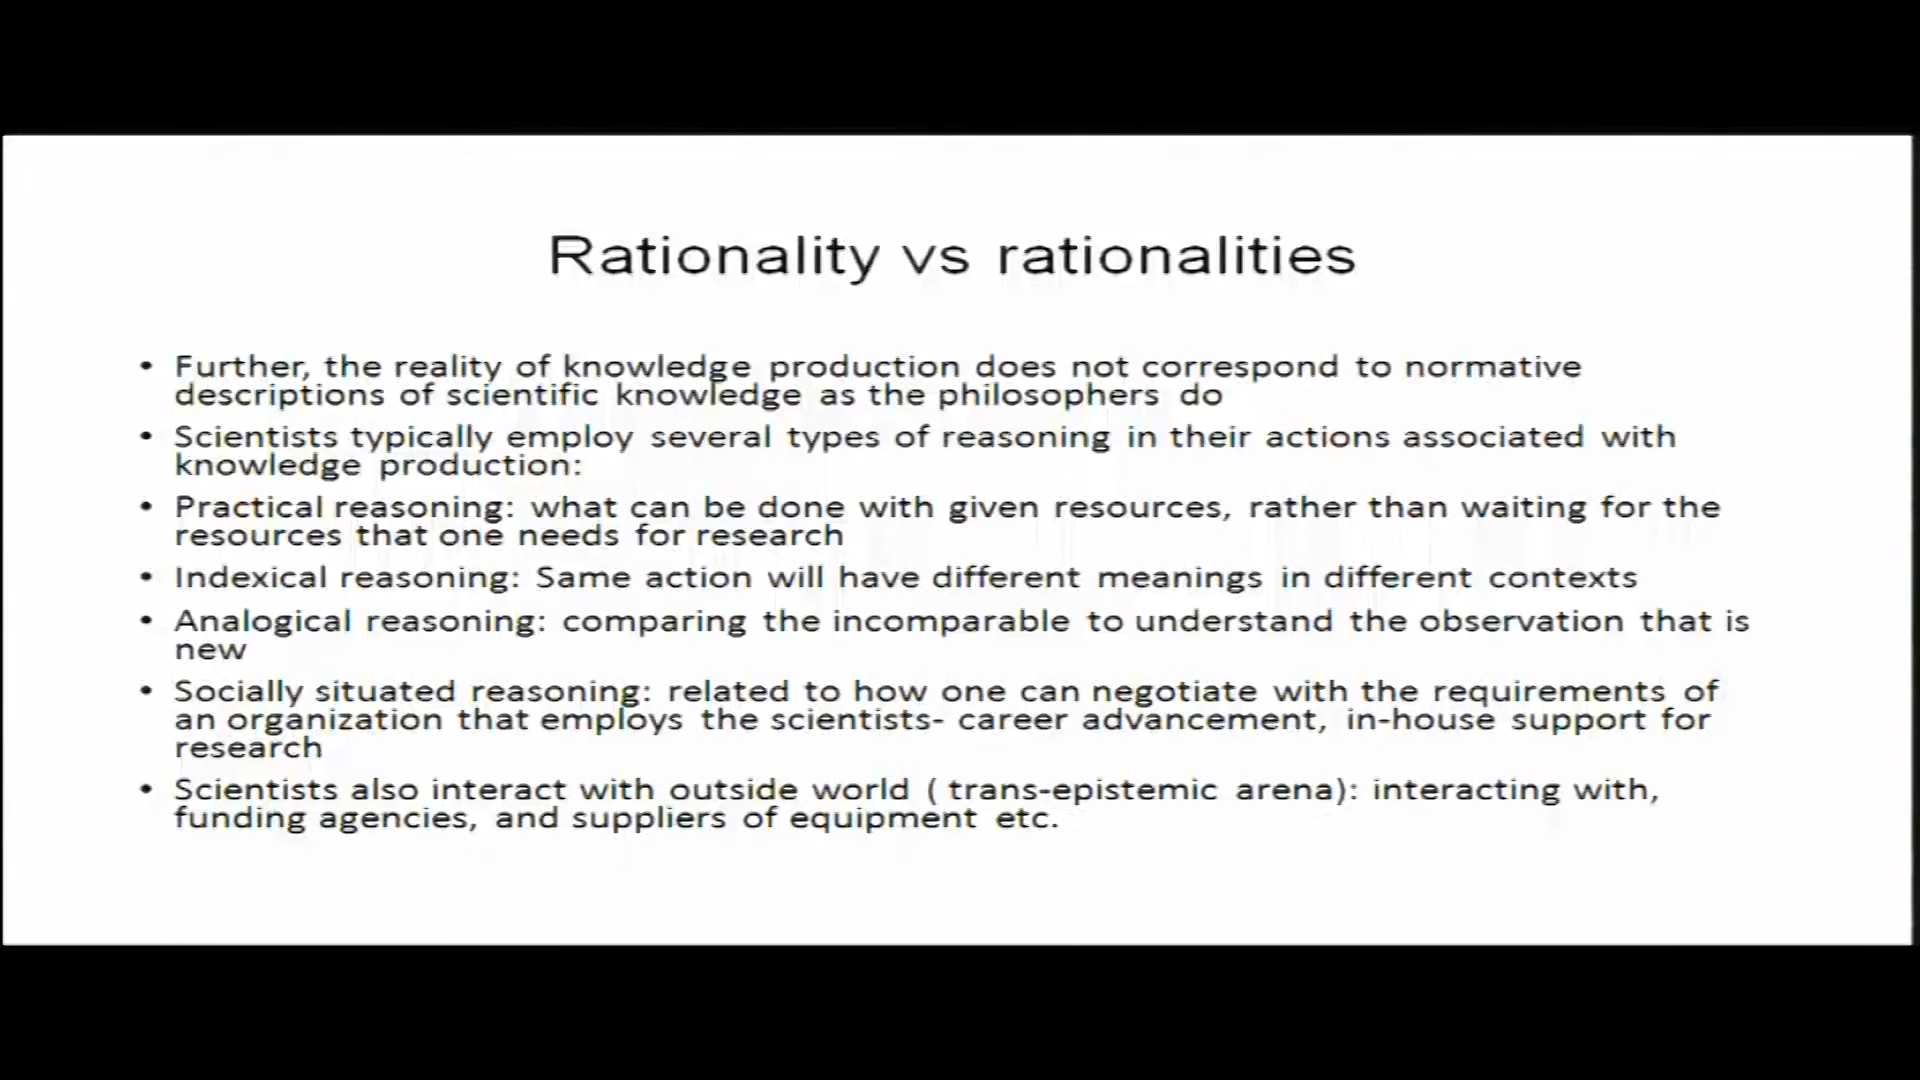 Rationality vs rationalities
• Further, the reality of knowledge production does not correspond to normative
descriptions of scientific knowledge as the philosophers do
• Scientists typically employ several types of reasoning in their actions associated with
knowledge production:
• Practical reasoning: what can be done with given resources, rather than waiting for the
resources that one needs for research
• Indexical reasoning: Same action will have different meanings in different contexts
• Analogical reasoning: comparing the incomparable to understand the observation that is
new
• Socially situated reasoning: related to how one can negotiate with the requirements of
an organization that employs the scientists- career advancement, in-house support for
research
• Scientists also interact with outside world ( trans-epistemic arena): interacting with,
funding agencies, and suppliers of equipment etc.